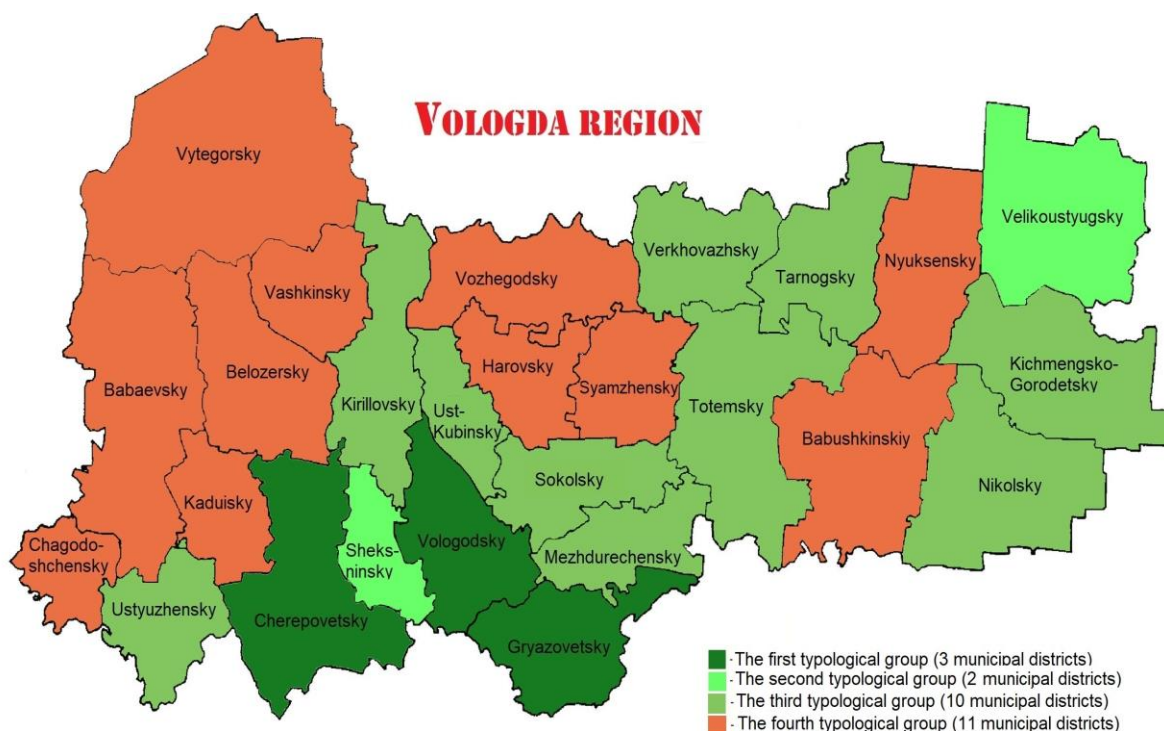 VOLOGDA REGION
Vytegorsky
Velikoustyugsky
Verkhovazhsky
Tarnogsky
Nyuksensky
Vozhegodsky
Vashkinsky
Kichmengsko-
Gorodetsky
Harovsky
Syamzhensky
Belozersky
Babaevsky
Kirillovsky
Ust-
Kubinsky
Totemsky
Babushkinskiy
Sokolsky
Nikolsky
Kaduisky
Vologodsky
Sheks-
ninsky
Mezhdurechensky
Chagodo-
shchensky
Ustyuzhensky
Cherepovetsky
Gryazovetsky
- The first typological group (3 municipal districts)
- The second typological group (2 municipal districts)
- The third typological group (10 municipal districts)
- The fourth typological group (11 municipal districts)